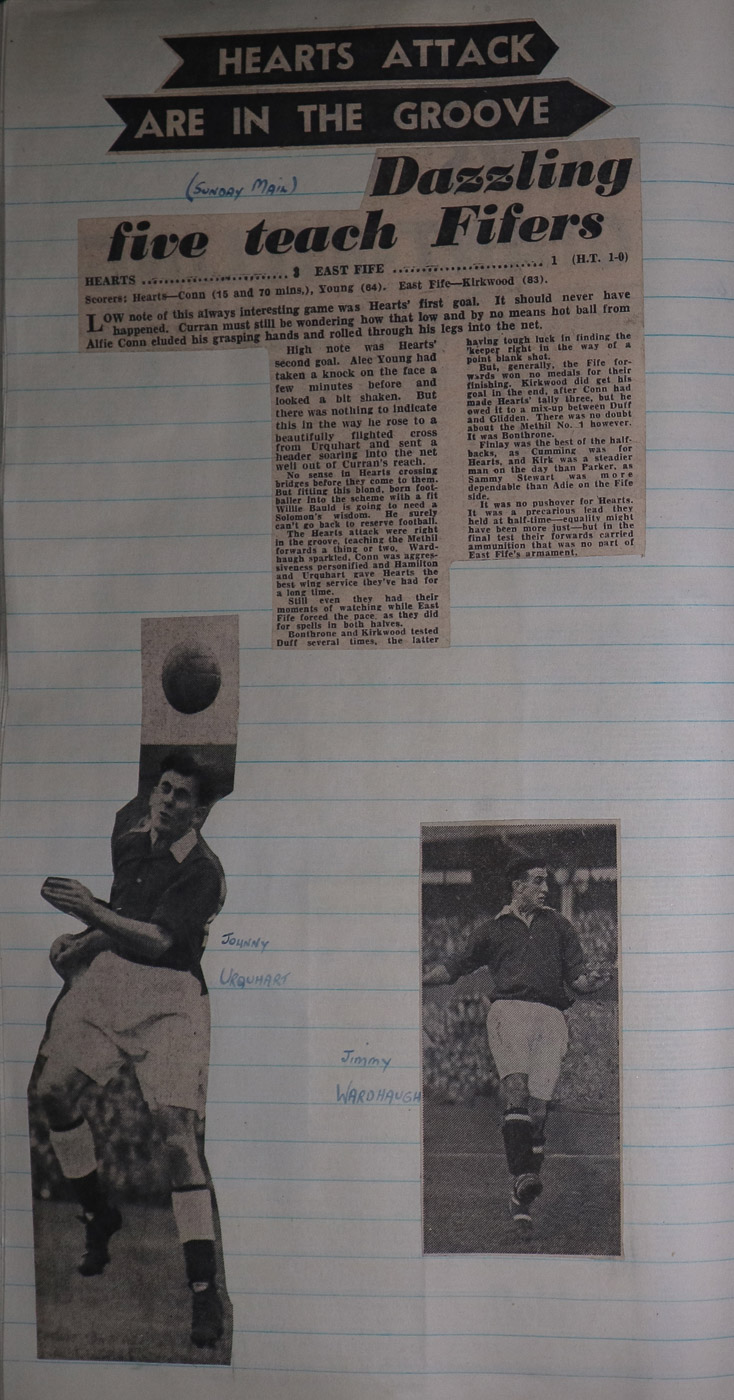 HEARTS ATTACK
ARE IN THE GROOVE
(SUNDAY MAIL)
Dazzling
five teach Fifers
HEARTS .............................. 3 EAST FIFE .............................. 1 (H.T. 1-0)
Scorers: Hearts—Conn (15 and 70 mins.), Young (64). East Fife—Kirkwood (83).
LOW note of this always interesting game was Hearts' first goal. It should never have
happened. Curran must still be wondering how that low and by no means hot ball from
Alfie Conn eluded his grasping hands and rolled through his legs into the net.
High note was Hearts'
second goal. Alec Young had
taken a knock on the face a
few minutes before and
looked a bit shaken. But
there was nothing to indicate
this in the way he rose to a
beautifully flighted cross
from Urquhart and sent a
header soaring into the net
well out of Curran's reach.
No sense in Hearts crossing
bridges before they come to them.
But fitting this blond, born foot-
baller into the scheme with a fit
Willie Bauld is going to need a
Solomon's wisdom. He surely
can't go back to reserve football.
The Hearts attack were right
in the groove, teaching the Methil
forwards a thing or two. Ward-
haugh sparkled. Conn was aggres-
siveness personified and Hamilton
and Urquhart gave Hearts the
best wing service they've had for
a long time.
Still even they had their
moments of watching while East
Fife forced the pace, as they did
for spells in both halves.
Bonthrone and Kirkwood tested
Duff several times, the latter
having tough luck in finding the
'keeper right in the way of a
point blank shot.
But, generally, the Fife for-
wards won no medals for their
finishing. Kirkwood did get his
goal in the end, after Conn had
made Hearts' tally three, but he
owed it to a mix-up between Duff
and Glidden. There was no doubt
about the Methil No. 1 however.
It was Bonthrone.
Finlay was the best of the half-
backs, as Cumming was for
Hearts, and Kirk was a steadier
man on the day than Parker, as
Sammy Stewart was more
dependable than Adie on the Fife
side.
It was no pushover for Hearts.
It was a precarious lead they
held at half-time—equality might
have been more just—but in the
final test their forwards carried
ammunition that was no part of
East Fife's armament.
JOHNNY
URQUHART
Jimmy
WARDHAUGH